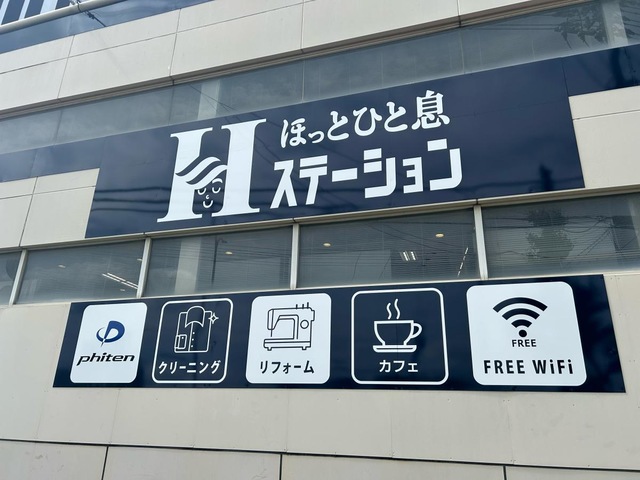 ほっとひと息
H ステーション
phiten
クリーニング
リフォーム
カフェ
FREE
FREE WiFi